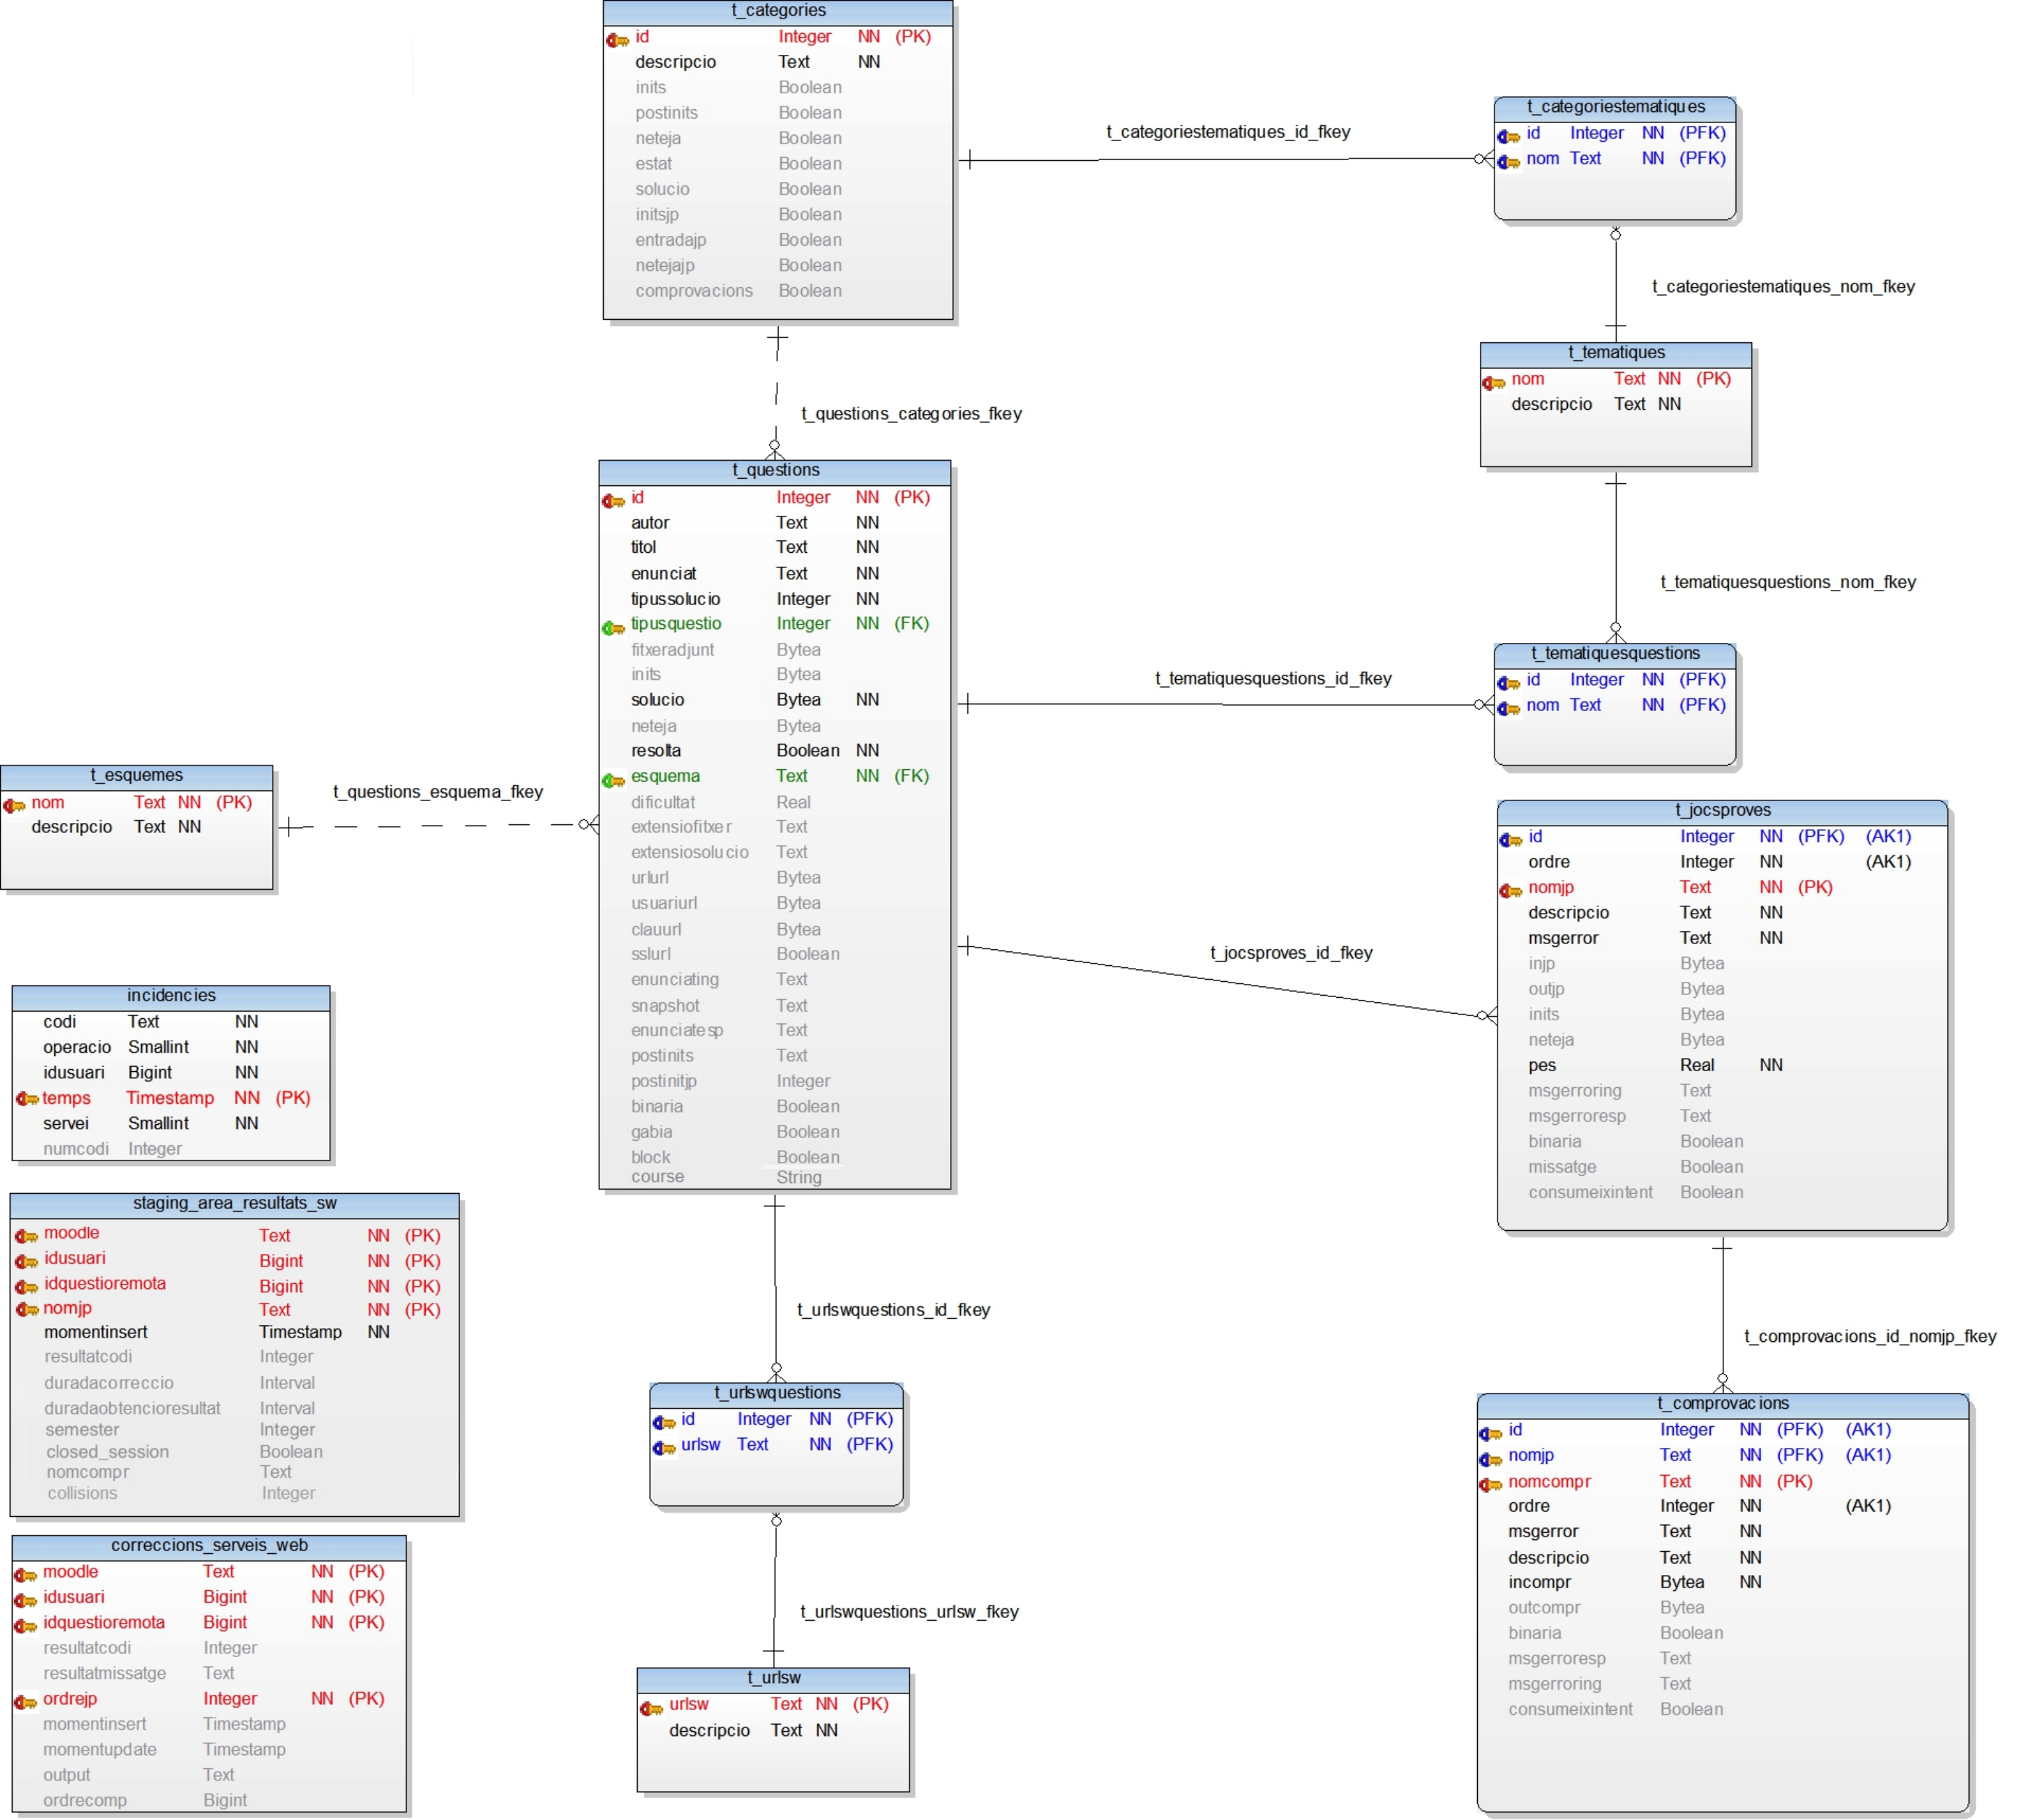 t_categories
id Integer NN (PK)
descripcio Text NN
inits Boolean
postinits Boolean
neteja Boolean
estat Boolean
solucio Boolean
initsjp Boolean
entradajp Boolean
netejajp Boolean
comprovacions Boolean
t_categoriestematiques_id_fkey
t_categoriestematiques
id Integer NN (PFK)
nom Text NN (PFK)
t_categoriestematiques_nom_fkey
t_tematiques
nom Text NN (PK)
descripcio Text NN
t_questions_categories_fkey
t_tematiquesquestions_nom_fkey
t_questions
id Integer NN (PK)
autor Text NN
titol Text NN
enunciat Text NN
tipussolucio Integer NN
tipusquestio Integer NN (FK)
fitxeradjunt Bytea
inits Bytea
solucio Bytea NN
neteja Bytea
resolta Boolean NN
esquema Text NN (FK)
dificultat Real
extensiofitxer Text
extensiosolucio Text
urlurl Bytea
usuariurl Bytea
clauurl Bytea
sslurl Boolean
enunciating Text
snapshot Text
enunciatesp Text
postinits Text
postinitjp Integer
binaria Boolean
gabia Boolean
block Boolean
course String
t_tematiquesquestions_id_fkey
t_tematiquesquestions
id Integer NN (PFK)
nom Text NN (PFK)
t_esquemes
nom Text NN (PK)
descripcio Text NN
t_questions_esquema_fkey
t_jocsproves_id_fkey
t_jocsproves
id Integer NN (PFK) (AK1)
ordre Integer NN (AK1)
nomjp Text NN (PK)
descripcio Text NN
msgerror Text NN
injp Bytea
outjp Bytea
inits Bytea
neteja Bytea
pes Real NN
msgerroring Text
msgerroresp Text
binaria Boolean
missatge Boolean
consumeixintent Boolean
incidencies
codi Text NN
operacio Smallint NN
idusuari Bigint NN
temps Timestamp NN (PK)
servei Smallint NN
numcodi Integer
staging_area_resultats_sw
moodle Text NN (PK)
idusuari Bigint NN (PK)
idquestioremota Bigint NN (PK)
nomjp Text NN (PK)
momentinsert Timestamp NN
resultatcodi Integer
duradacorreccio Interval
duradaobtencioresultat Interval
semester Integer
closed_session Boolean
nomcompr Text
collisions Integer
t_urlswquestions_id_fkey
t_urlswquestions
id Integer NN (PFK)
urlsw Text NN (PFK)
t_comprovacions_id_nomjp_fkey
t_comprovacions
id Integer NN (PFK) (AK1)
nomjp Text NN (PFK) (AK1)
nomcompr Text NN (PK)
ordre Integer NN (AK1)
msgerror Text NN
descripcio Text NN
incompr Bytea NN
outcompr Bytea
binaria Boolean
msgerroresp Text
msgerroring Text
consumeixintent Boolean
correccions_serveis_web
moodle Text NN (PK)
idusuari Bigint NN (PK)
idquestioremota Bigint NN (PK)
resultatcodi Integer
resultatmissatge Text
ordrejp Integer NN (PK)
momentinsert Timestamp
momentupdate Timestamp
output Text
ordrecomp Bigint
t_urlswquestions_urlsw_fkey
t_urlsw
urlsw Text NN (PK)
descripcio Text NN